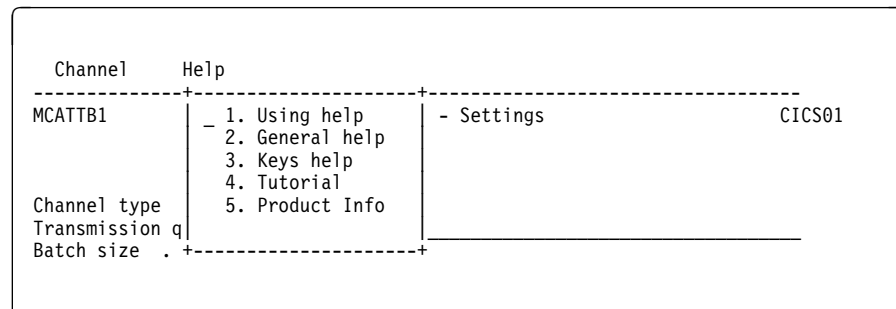 Channel Help
--------------+---------------------+-----------------------------------
MCATTB1 | _ 1. Using help | - Settings CICS01
| 2. General help |
| 3. Keys help |
| 4. Tutorial |
Channel type | 5. Product Info |
Transmission q| |___________________________________
Batch size . +---------------------+